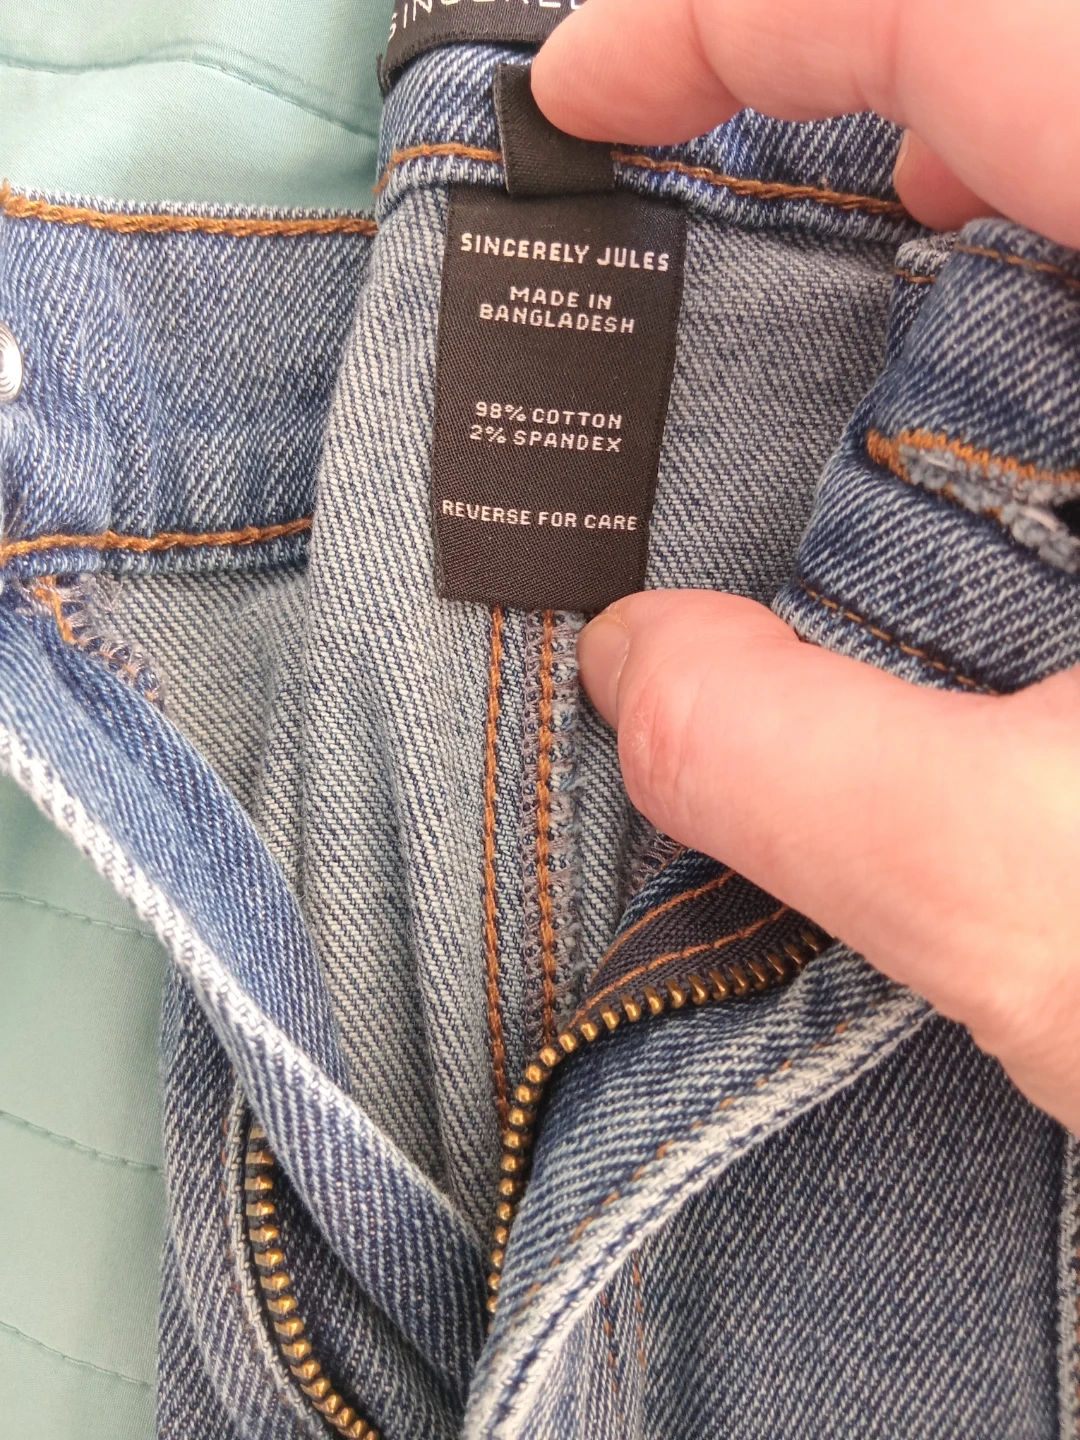 SINCERELY JULES
MADE IN
BANGLADESH
98% COTTON
2% SPANDEX
REVERSE FOR CARE